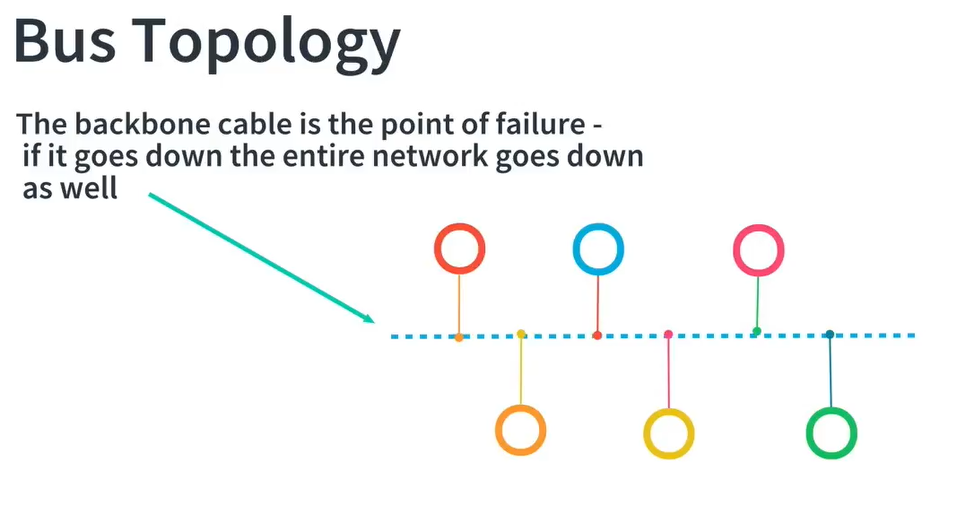 Bus Topology
The backbone cable is the point of failure -
if it goes down the entire network goes down
as well